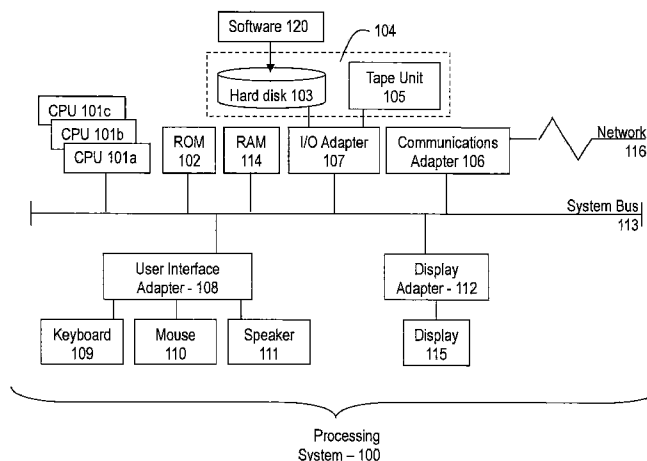 Software 120
104
Hard disk 103
Tape Unit
105
CPU 101c
CPU 101b
CPU 101a
ROM
102
RAM
114
I/O Adapter
107
Communications
Adapter 106
Network
116
System Bus
113
User Interface
Adapter - 108
Display
Adapter - 112
Keyboard
109
Mouse
110
Speaker
111
Display
115
Processing
System – 100